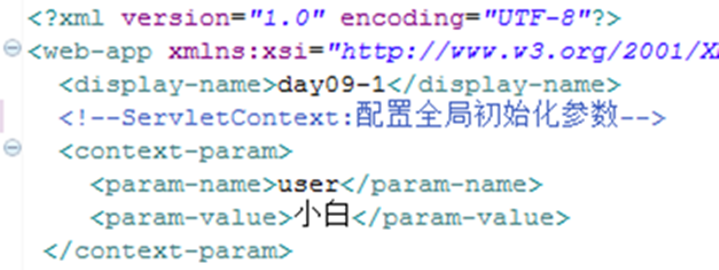 <?xml version="1.0" encoding="UTF-8"?>
<web-app xmlns:xsi="http://www.w3.org/2001/X
<display-name>day09-1</display-name>
<!--ServletContext:配置全局初始化参数-->
<context-param>
<param-name>user</param-name>
<param-value>小白</param-value>
</context-param>